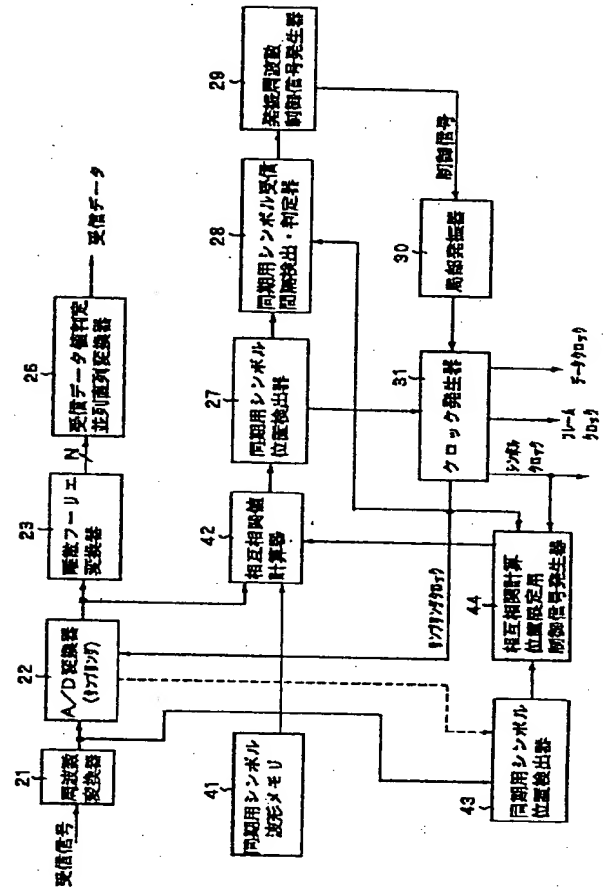 受信信号
21
周波数
変換器
22
A/D変換器
(サンプリング)
23
離散フーリエ
変換器
N
26
受信データ値判定
並列直列変換器
受信データ
41
同期用シンボル
波形メモリ
42
相互相関値
計算器
27
同期用シンボル
位置検出器
28
同期用シンボル受信
間隔検出・判定器
29
発振周波数
制御信号発生器
制御信号
30
局部発振器
31
クロック発生器
サンプリングクロック
シンボル
クロック
フレーム
クロック
データクロック
43
同期用シンボル
位置検出器
44
相互相関計算
位置限定用
制御信号発生器